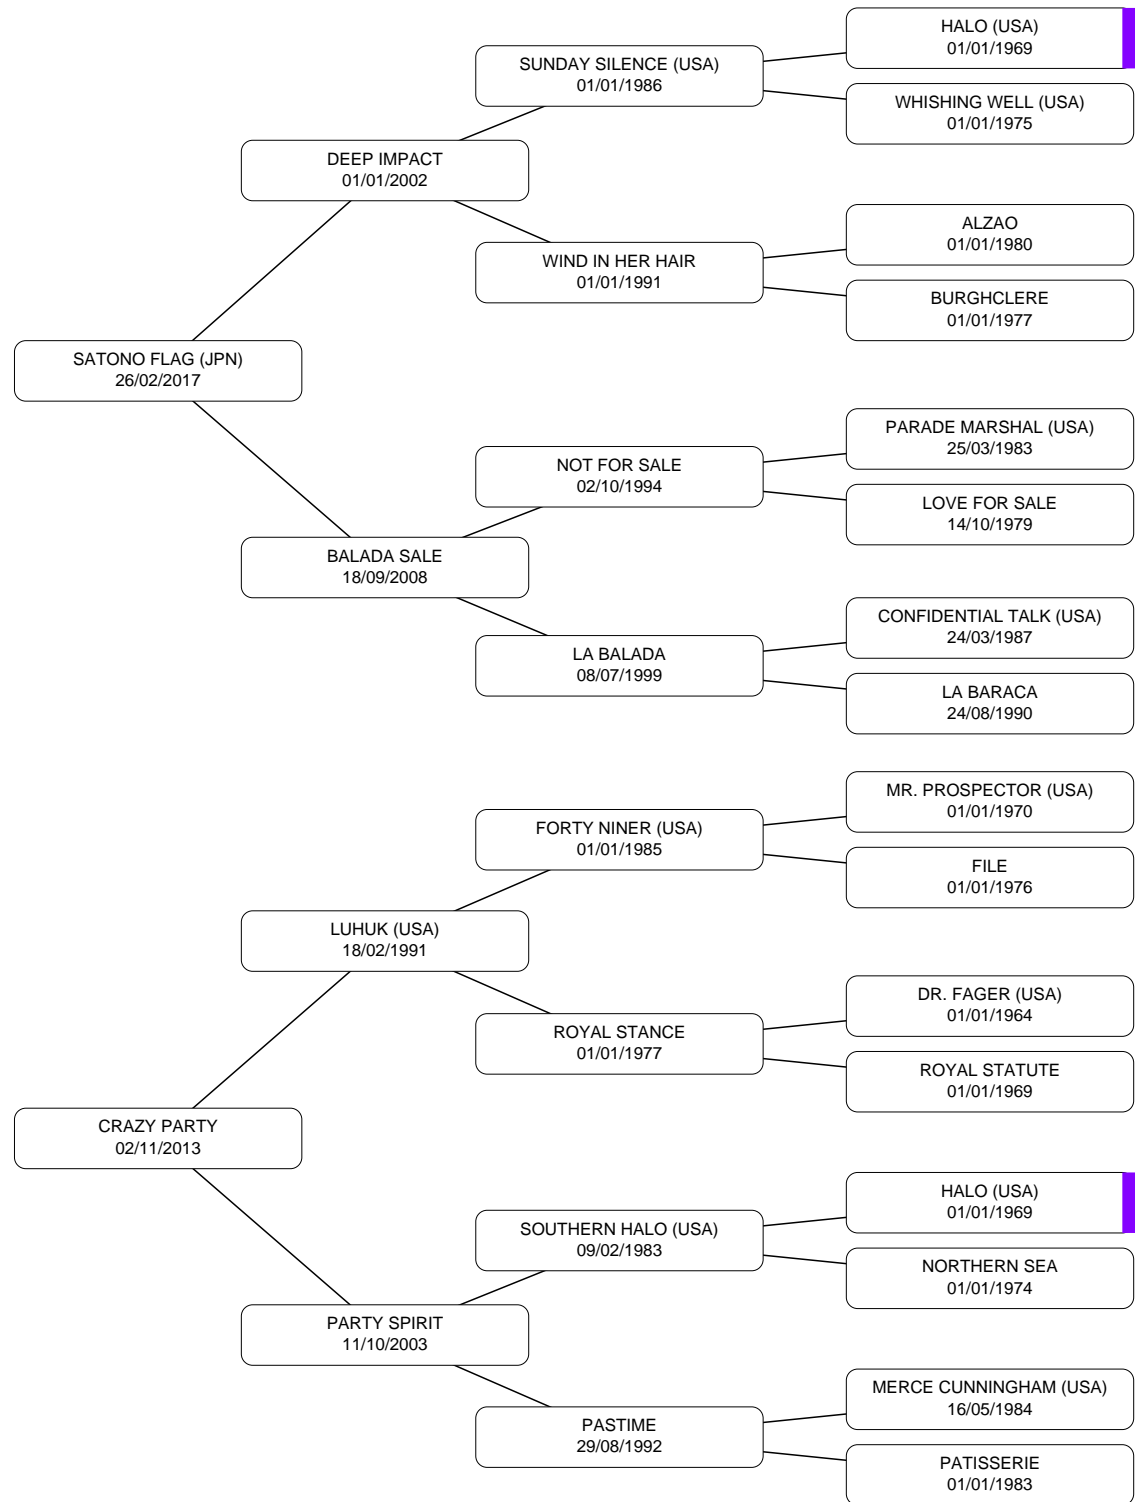 HALO (USA)
01/01/1969
SUNDAY SILENCE (USA)
01/01/1986
WHISHING WELL (USA)
01/01/1975
DEEP IMPACT
01/01/2002
ALZAO
01/01/1980
WIND IN HER HAIR
01/01/1991
BURGHCLERE
01/01/1977
SATONO FLAG (JPN)
26/02/2017
PARADE MARSHAL (USA)
25/03/1983
NOT FOR SALE
02/10/1994
LOVE FOR SALE
14/10/1979
BALADA SALE
18/09/2008
CONFIDENTIAL TALK (USA)
24/03/1987
LA BALADA
08/07/1999
LA BARACA
24/08/1990
MR. PROSPECTOR (USA)
01/01/1970
FORTY NINER (USA)
01/01/1985
FILE
01/01/1976
LUHUK (USA)
18/02/1991
DR. FAGER (USA)
01/01/1964
ROYAL STANCE
01/01/1977
ROYAL STATUTE
01/01/1969
CRAZY PARTY
02/11/2013
HALO (USA)
01/01/1969
SOUTHERN HALO (USA)
09/02/1983
NORTHERN SEA
01/01/1974
PARTY SPIRIT
11/10/2003
MERCE CUNNINGHAM (USA)
16/05/1984
PASTIME
29/08/1992
PATISSERIE
01/01/1983